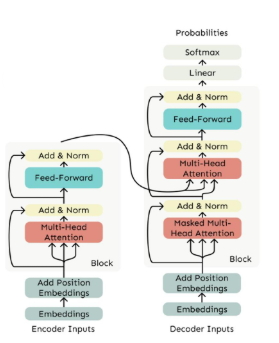 Probabilities
Softmax
Linear
Add & Norm
Feed-Forward
Add & Norm
Multi-Head
Attention
Add & Norm
Masked Multi-
Head Attention
Block
Add Position
Embeddings
Embeddings
Decoder Inputs
Add & Norm
Feed-Forward
Add & Norm
Multi-Head
Attention
Block
Add Position
Embeddings
Embeddings
Encoder Inputs